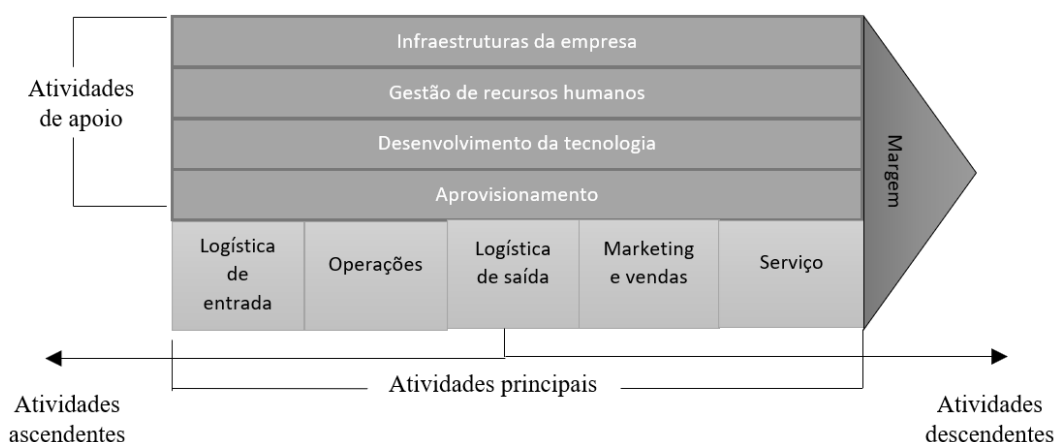 Infraestruturas da empresa
Atividades
de apoio
Gestão de recursos humanos
Desenvolvimento da tecnologia
Aprovisionamento
Margem
Logística
de
entrada
Operações
Logística
de saída
Marketing
e vendas
Serviço
Atividades principais
Atividades
ascendentes
Atividades
descendentes